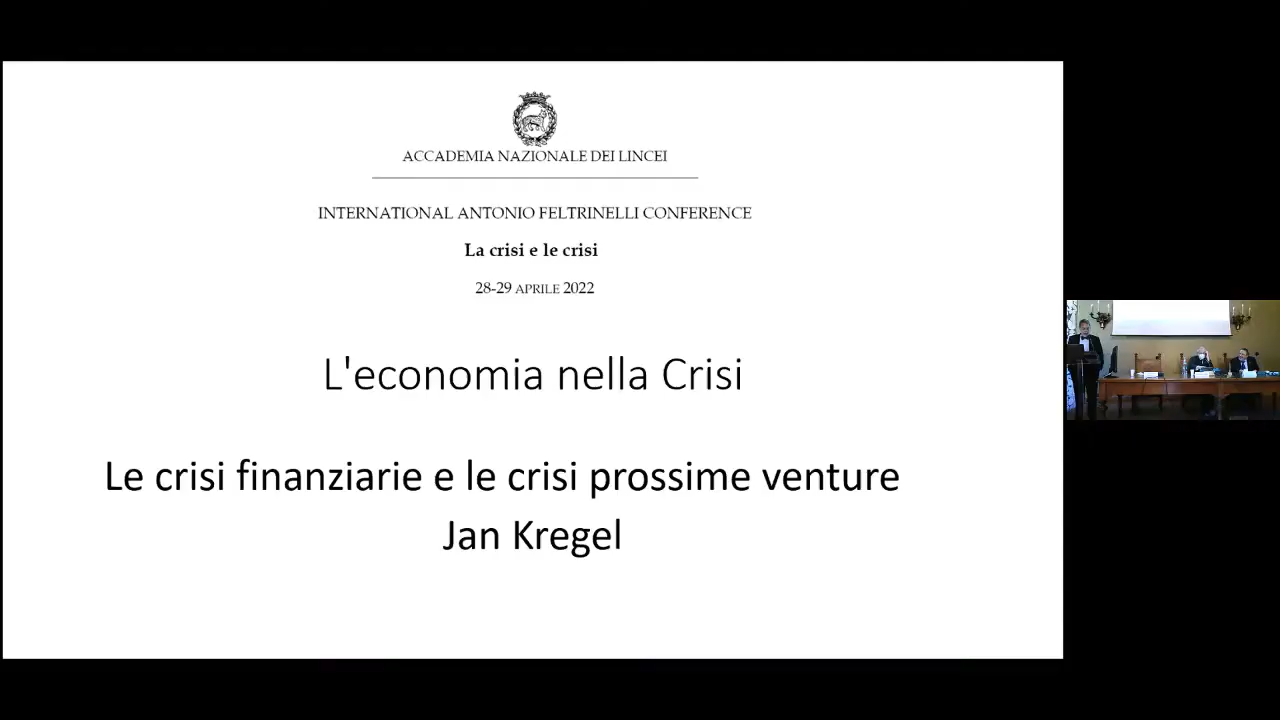 ACCADEMIA NAZIONALE DEI LINCEI
INTERNATIONAL ANTONIO FELTRINELLI CONFERENCE
La crisi e le crisi
28-29 APRILE 2022
L'economia nella Crisi
Le crisi finanziarie e le crisi prossime venture
Jan Kregel